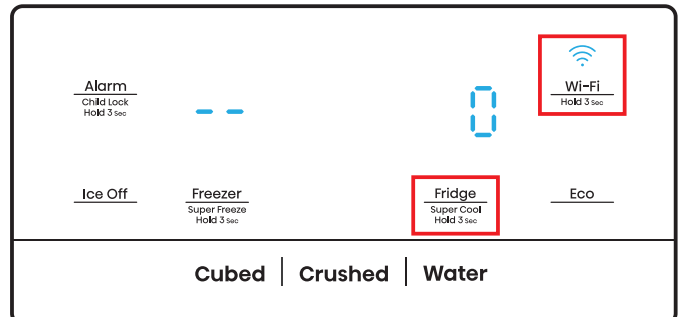 Alarm
Child Lock
Hold 3 Sec
-- 0
Wi-Fi
Hold 3 Sec
Ice Off
Freezer
Super Freeze
Hold 3 Sec
Fridge
Super Cool
Hold 3 Sec
Eco
Cubed | Crushed | Water